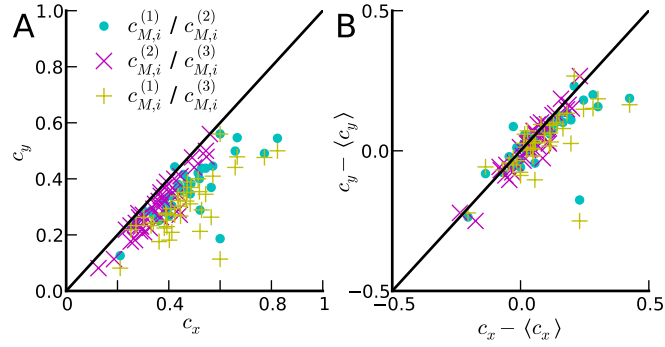 A
B
1.0
0.8
0.6
0.4
0.2
0.0
c_y
0
0.4
0.8
1
c_x
c_{M,i}^{(1)} / c_{M,i}^{(2)}
c_{M,i}^{(2)} / c_{M,i}^{(3)}
c_{M,i}^{(1)} / c_{M,i}^{(3)}
0.5
0.0
−0.5
c_y − ⟨c_y⟩
−0.5
0.0
0.5
c_x − ⟨c_x⟩